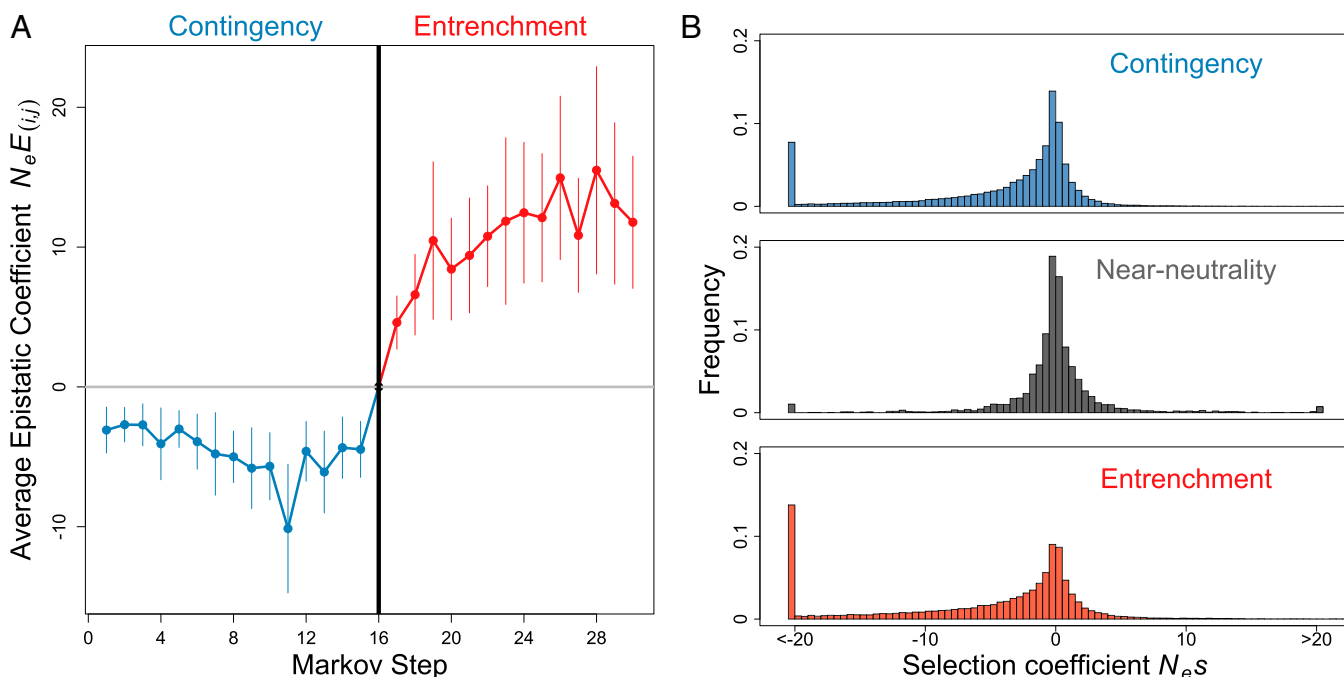 A
Contingency Entrenchment
Average Epistatic Coefficient NₑE(i,j)
20
10
0
-10
0 4 8 12 16 20 24 28
Markov Step
B
Frequency
Contingency
0.2
0.1
0
Near-neutrality
0.2
0.1
0
Entrenchment
0.2
0.1
0
<-20 -10 0 10 >20
Selection coefficient Nₑs